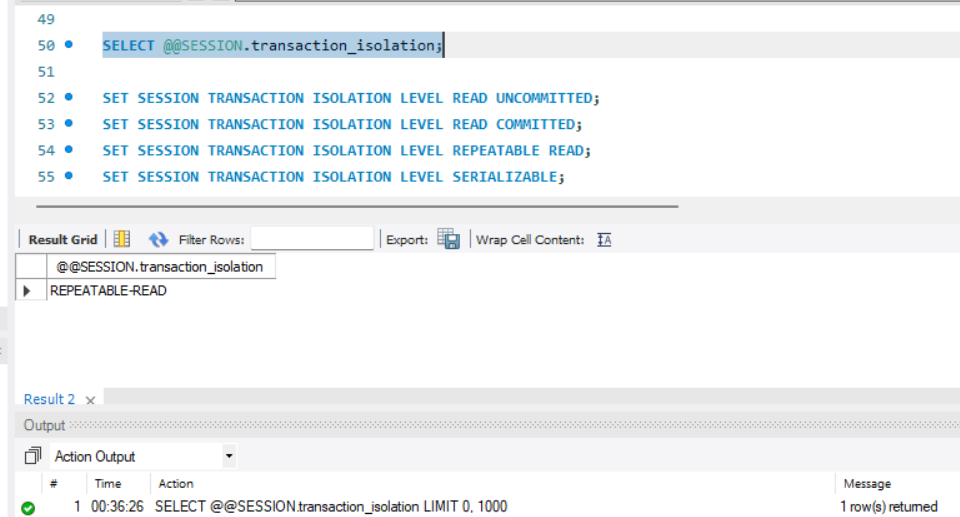 49
50 SELECT @@SESSION.transaction_isolation;
51
52 SET SESSION TRANSACTION ISOLATION LEVEL READ UNCOMMITTED;
53 SET SESSION TRANSACTION ISOLATION LEVEL READ COMMITTED;
54 SET SESSION TRANSACTION ISOLATION LEVEL REPEATABLE READ;
55 SET SESSION TRANSACTION ISOLATION LEVEL SERIALIZABLE;
Result Grid Filter Rows: Export: Wrap Cell Content: IA
@@SESSION.transaction_isolation
REPEATABLE-READ
Result 2 ×
Output
Action Output
# Time Action Message
1 00:36:26 SELECT @@SESSION.transaction_isolation LIMIT 0, 1000 1 row(s) returned